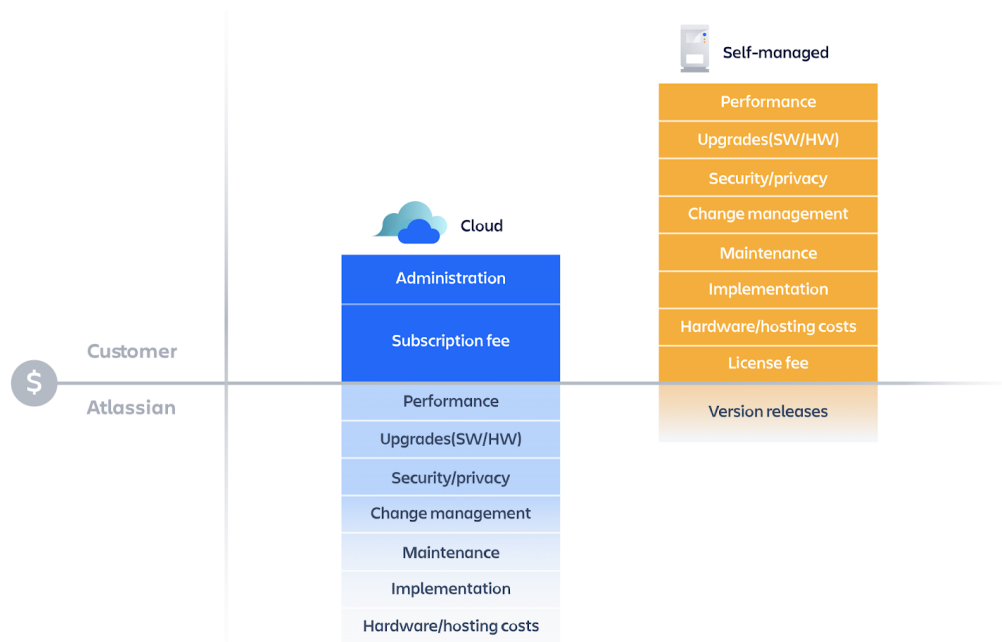 Self-managed
Performance
Upgrades(SW/HW)
Security/privacy
Change management
Maintenance
Implementation
Hardware/hosting costs
License fee
Version releases
Cloud
Administration
Subscription fee
Performance
Upgrades(SW/HW)
Security/privacy
Change management
Maintenance
Implementation
Hardware/hosting costs
$
Customer
Atlassian